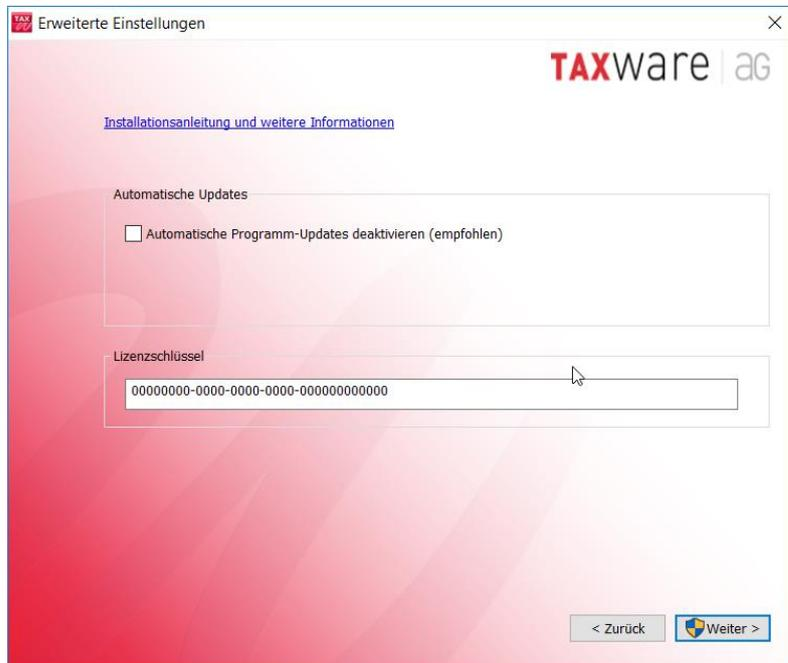 TAX
Erweiterte Einstellungen
TAXware | aG
Installationsanleitung und weitere Informationen
Automatische Updates
Automatische Programm-Updates deaktivieren (empfohlen)
Lizenzschlüssel
00000000-0000-0000-0000-000000000000
< Zurück
Weiter >